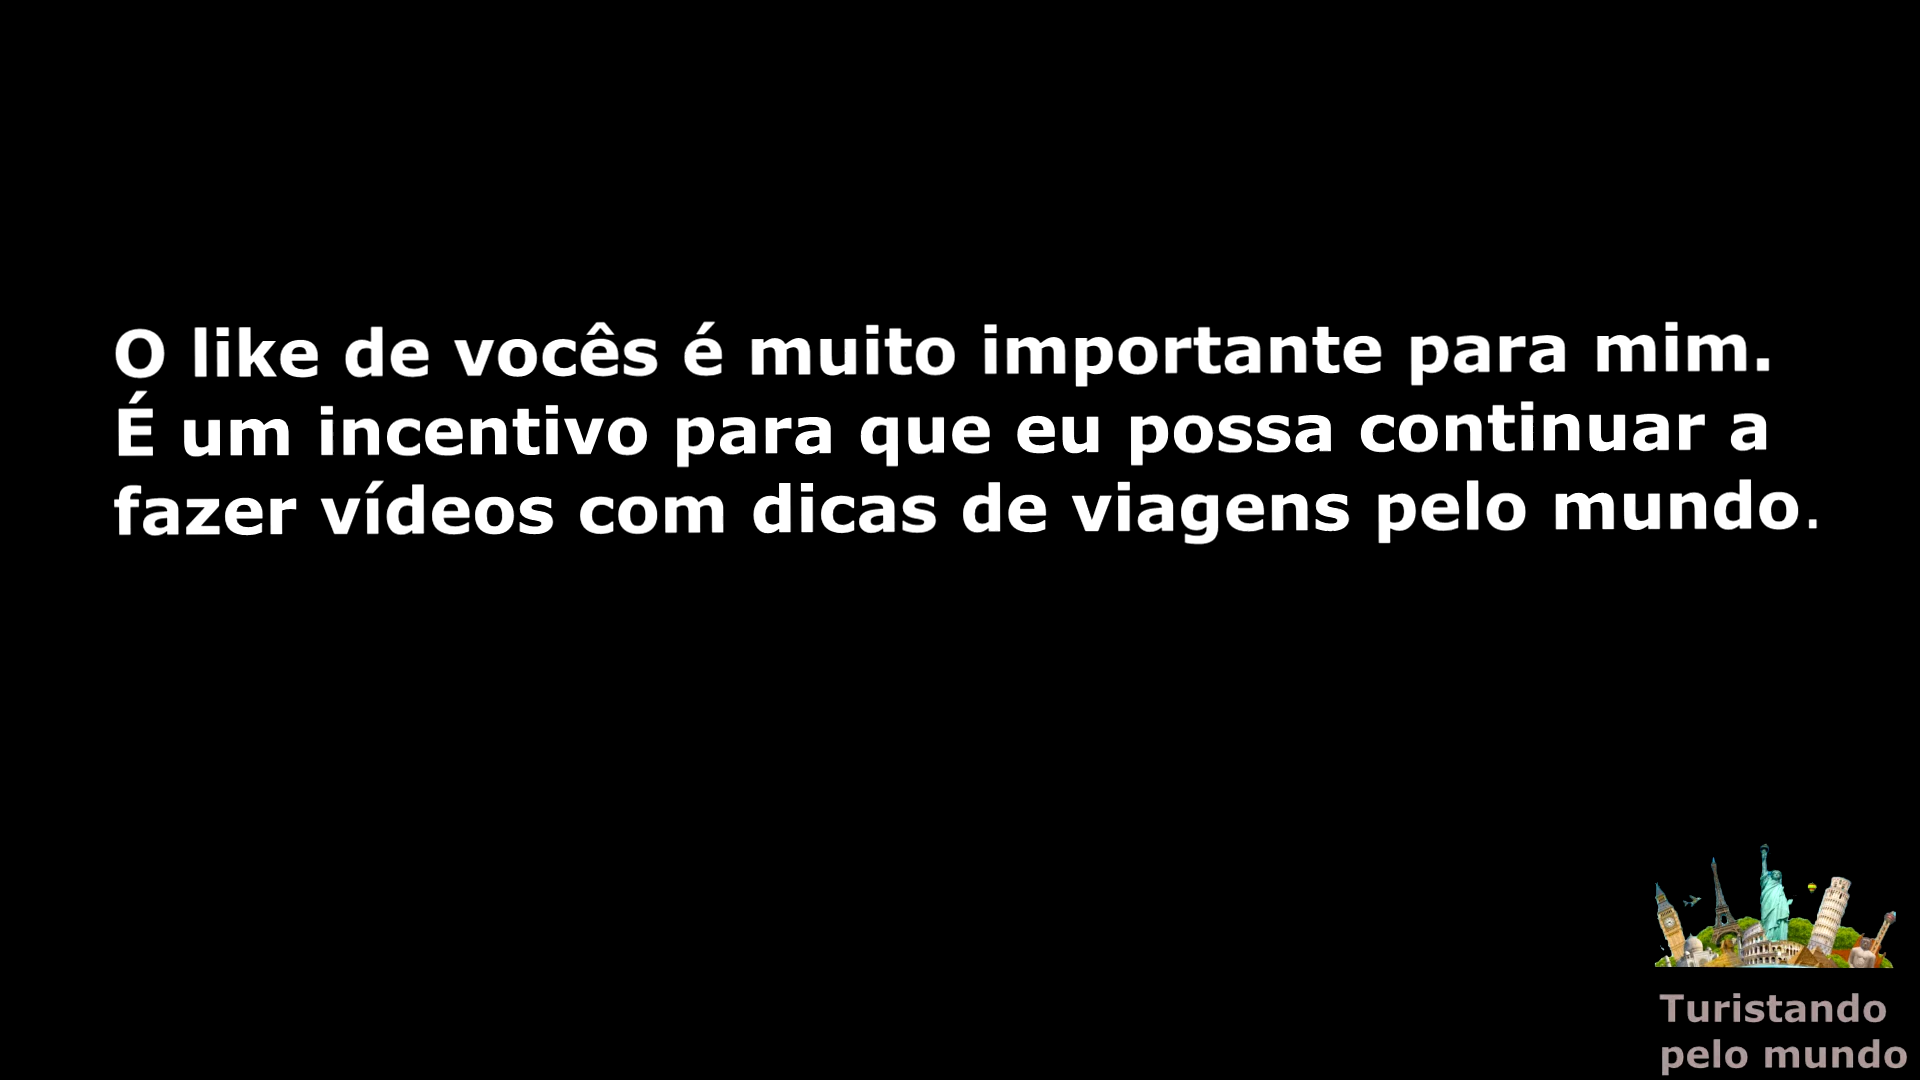 O like de vocês é muito importante para mim.
É um incentivo para que eu possa continuar a
fazer vídeos com dicas de viagens pelo mundo.
Turistando
pelo mundo